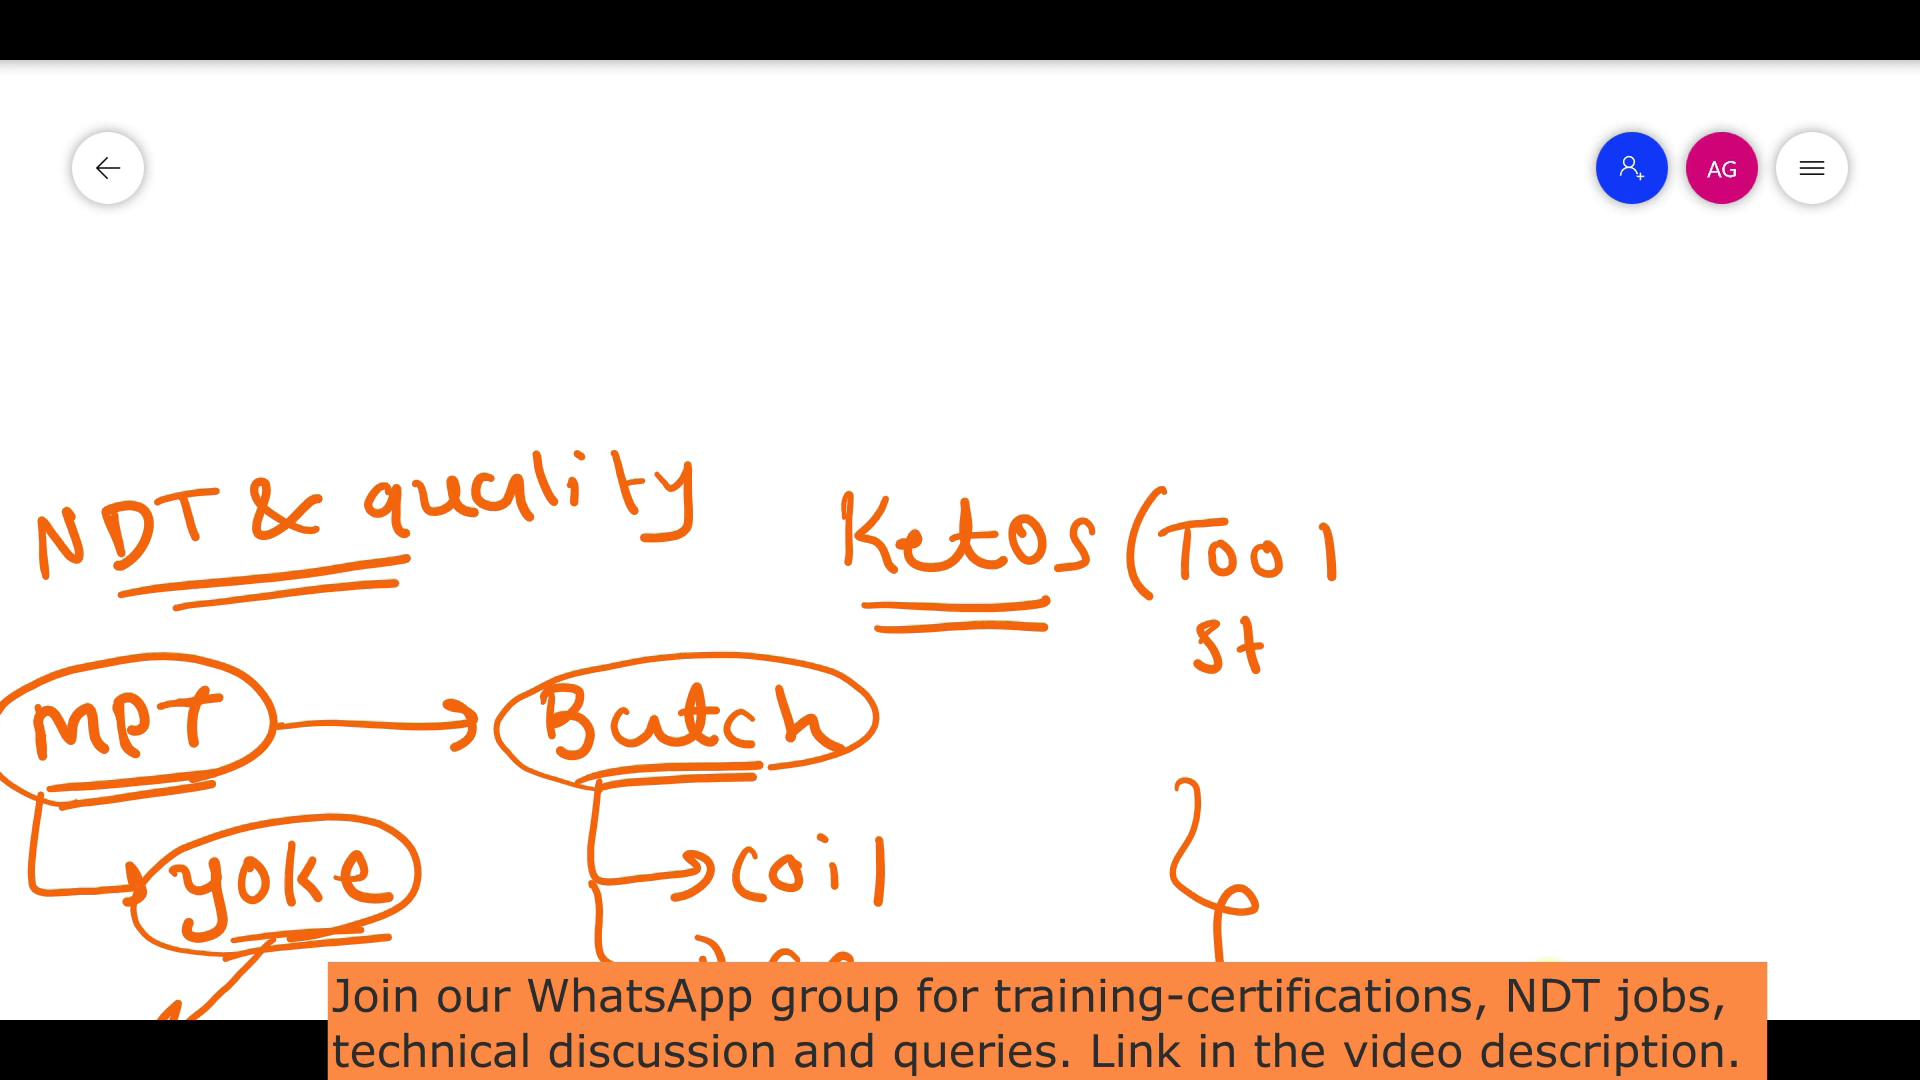 AG
NDT & quality
Ketos (Tool
st
MPT
Batch
yoke
coil
Join our WhatsApp group for training-certifications, NDT jobs,
technical discussion and queries. Link in the video description.